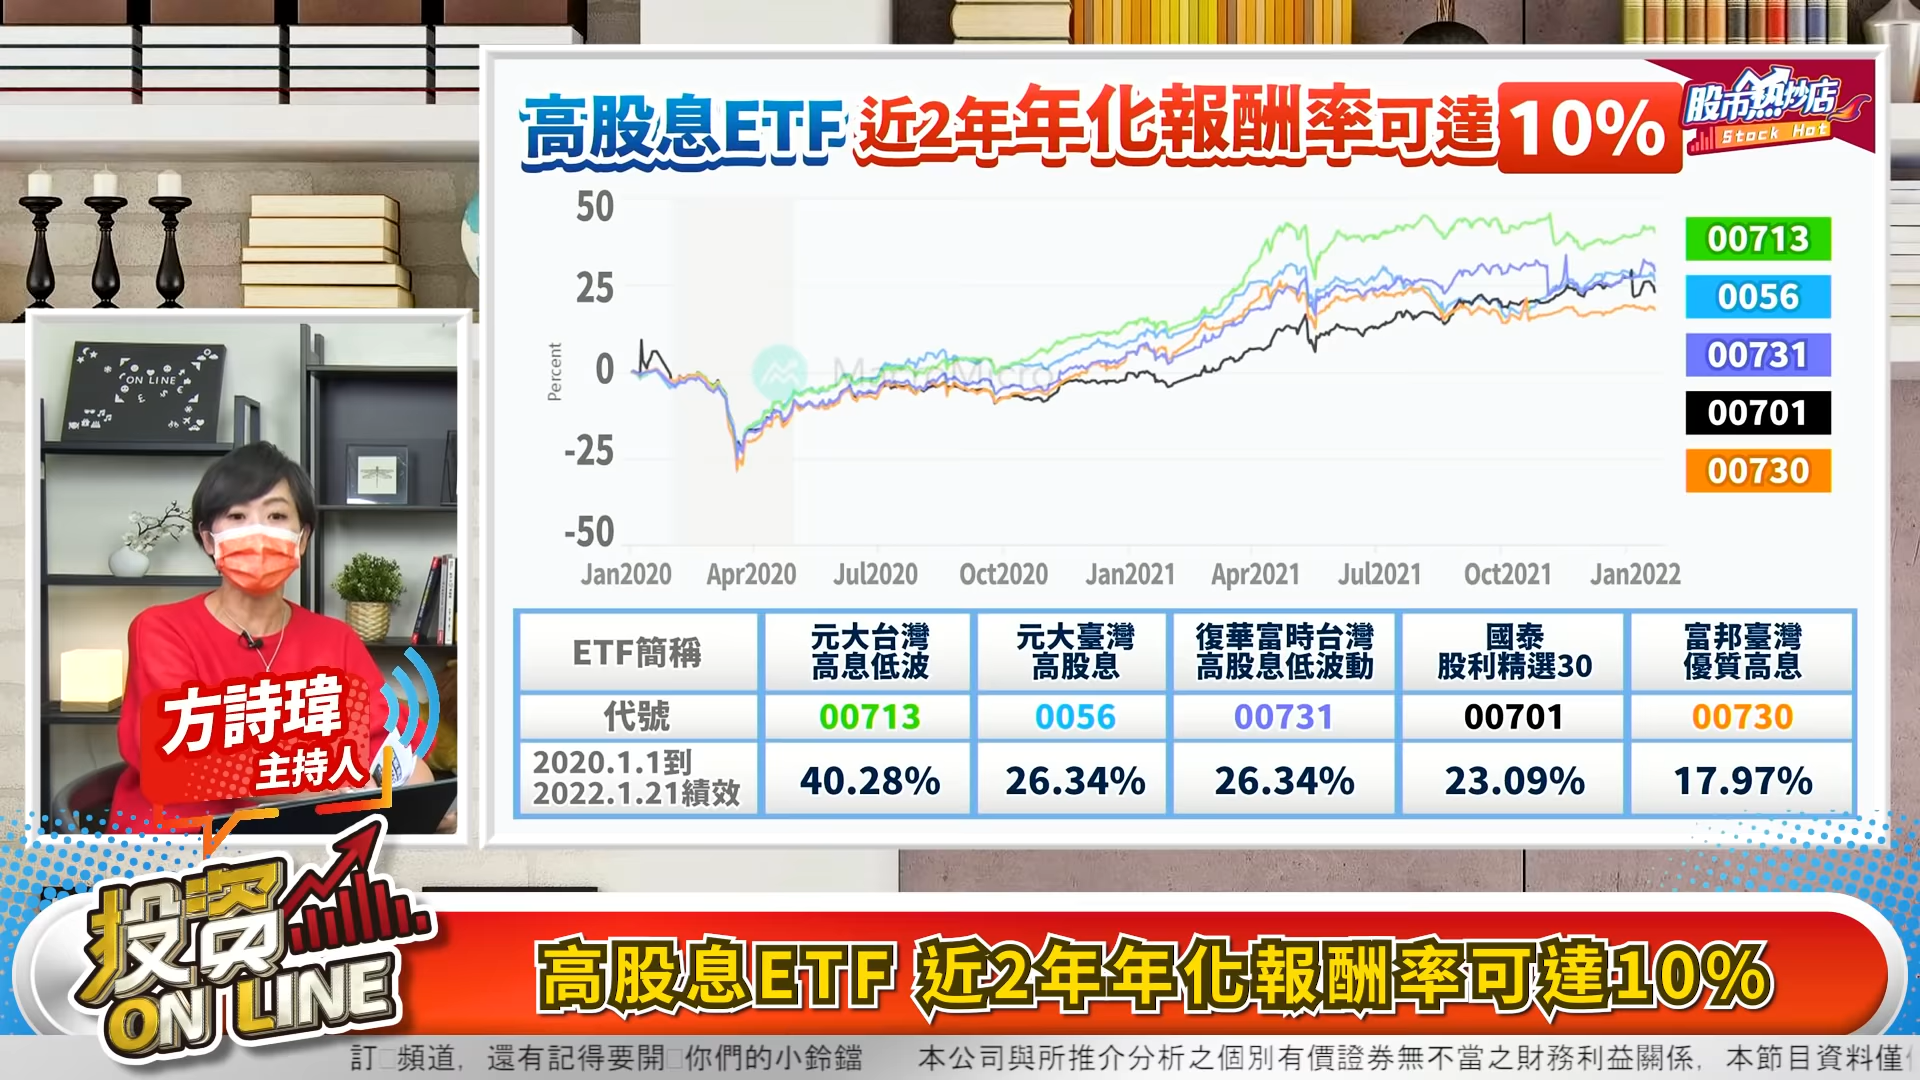 高股息ETF 近2年年化報酬率可達10%
股市熱炒店
Stock Hot
50
25
0
-25
-50
Percent
MacroMicro
Jan2020 Apr2020 Jul2020 Oct2020 Jan2021 Apr2021 Jul2021 Oct2021 Jan2022
00713
0056
00731
00701
00730
ETF簡稱 元大台灣高息低波 元大臺灣高股息 復華富時台灣高股息低波動 國泰股利精選30 富邦臺灣優質高息
代號 00713 0056 00731 00701 00730
2020.1.1到2022.1.21績效 40.28% 26.34% 26.34% 23.09% 17.97%
ON LINE
方詩瑋
主持人
投資
ON LINE
高股息ETF 近2年年化報酬率可達10%
訂□頻道, 還有記得要開□你們的小鈴鐺 本公司與所推介分析之個別有價證券無不當之財務利益關係, 本節目資料僅